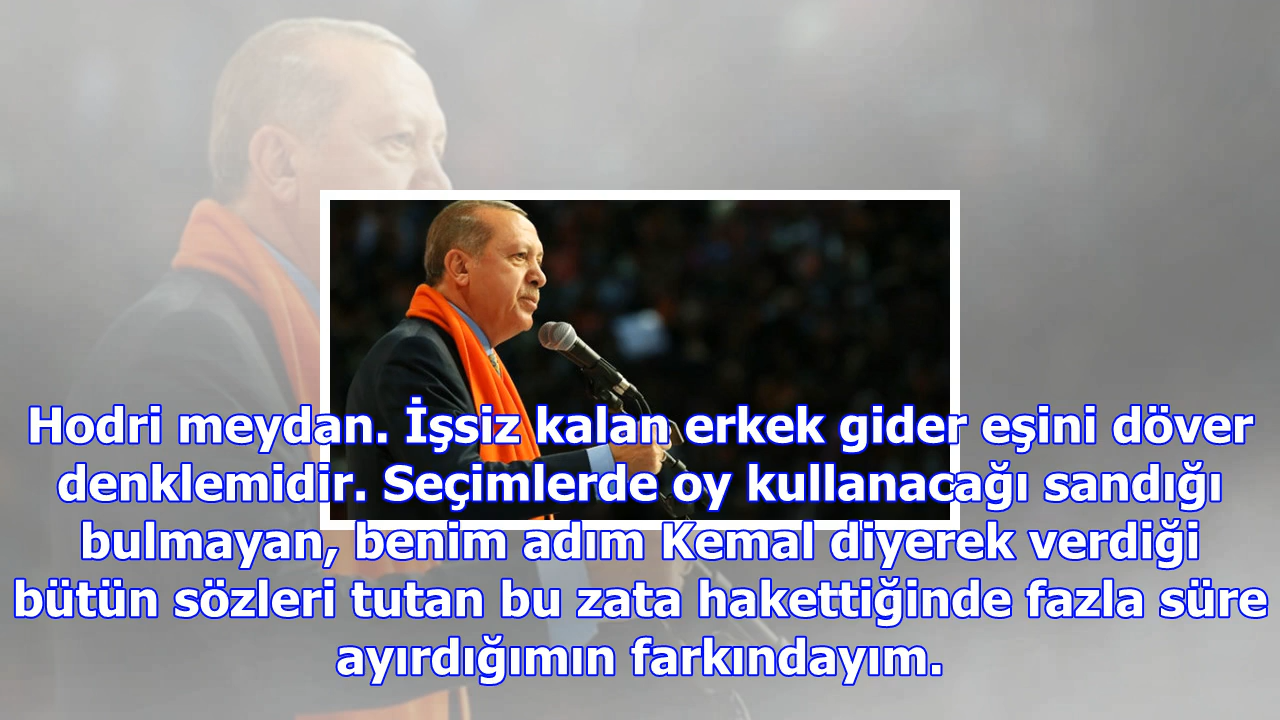 Hodri meydan. İşsiz kalan erkek gider eşini döver
denklemidir. Seçimlerde oy kullanacağı sandığı
bulmayan, benim adım Kemal diyerek verdiği
bütün sözleri tutan bu zata hakettiğinde fazla süre
ayırdığımın farkındayım.